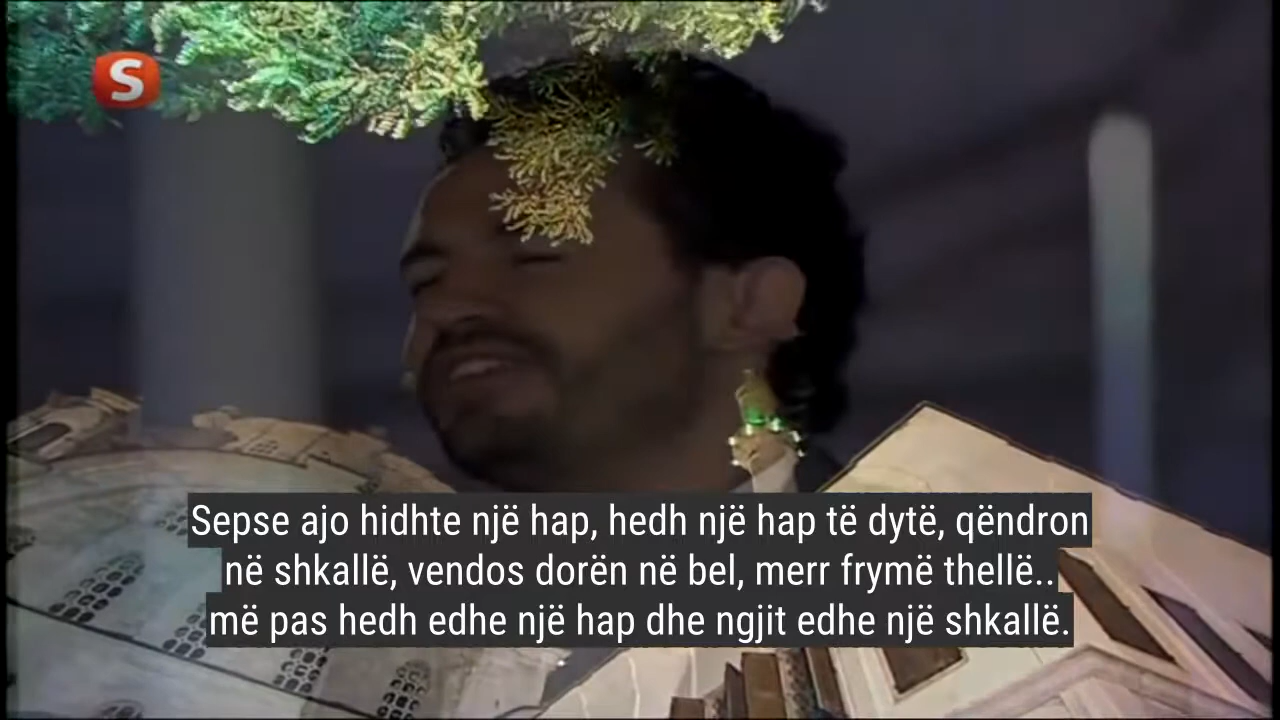 S
Sepse ajo hidhte një hap, hedh një hap të dytë, qëndron
në shkallë, vendos dorën në bel, merr frymë thellë..
më pas hedh edhe një hap dhe ngjit edhe një shkallë.